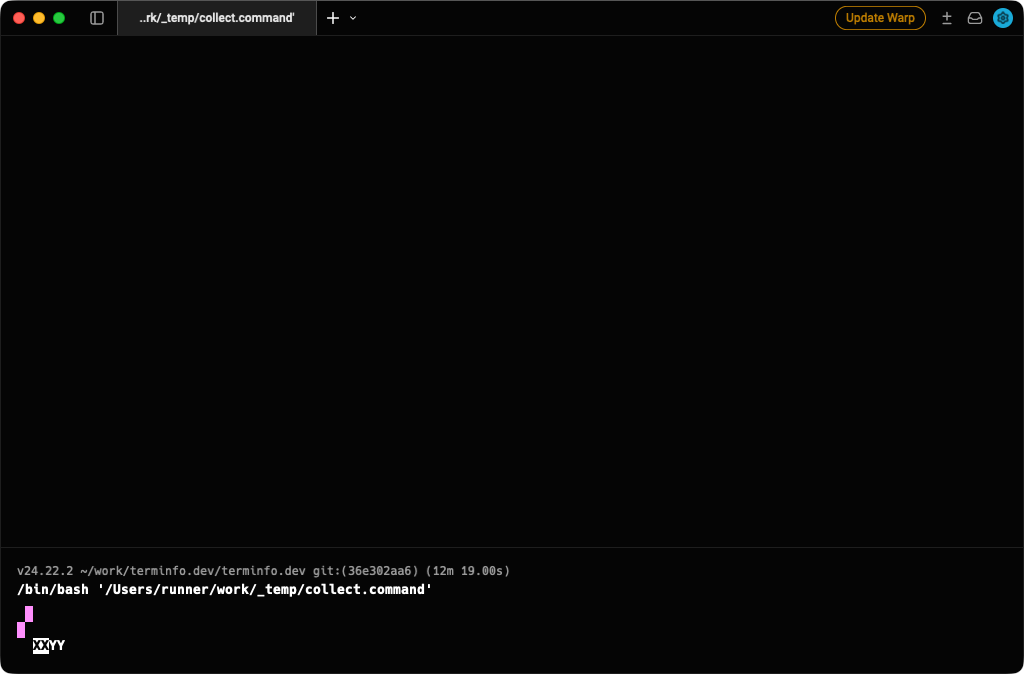 ..rk/_temp/collect.command'
Update Warp
v24.22.2 ~/work/terminfo.dev/terminfo.dev git:(36e302aa6) (12m 19.00s)
/bin/bash '/Users/runner/work/_temp/collect.command'
XXYY